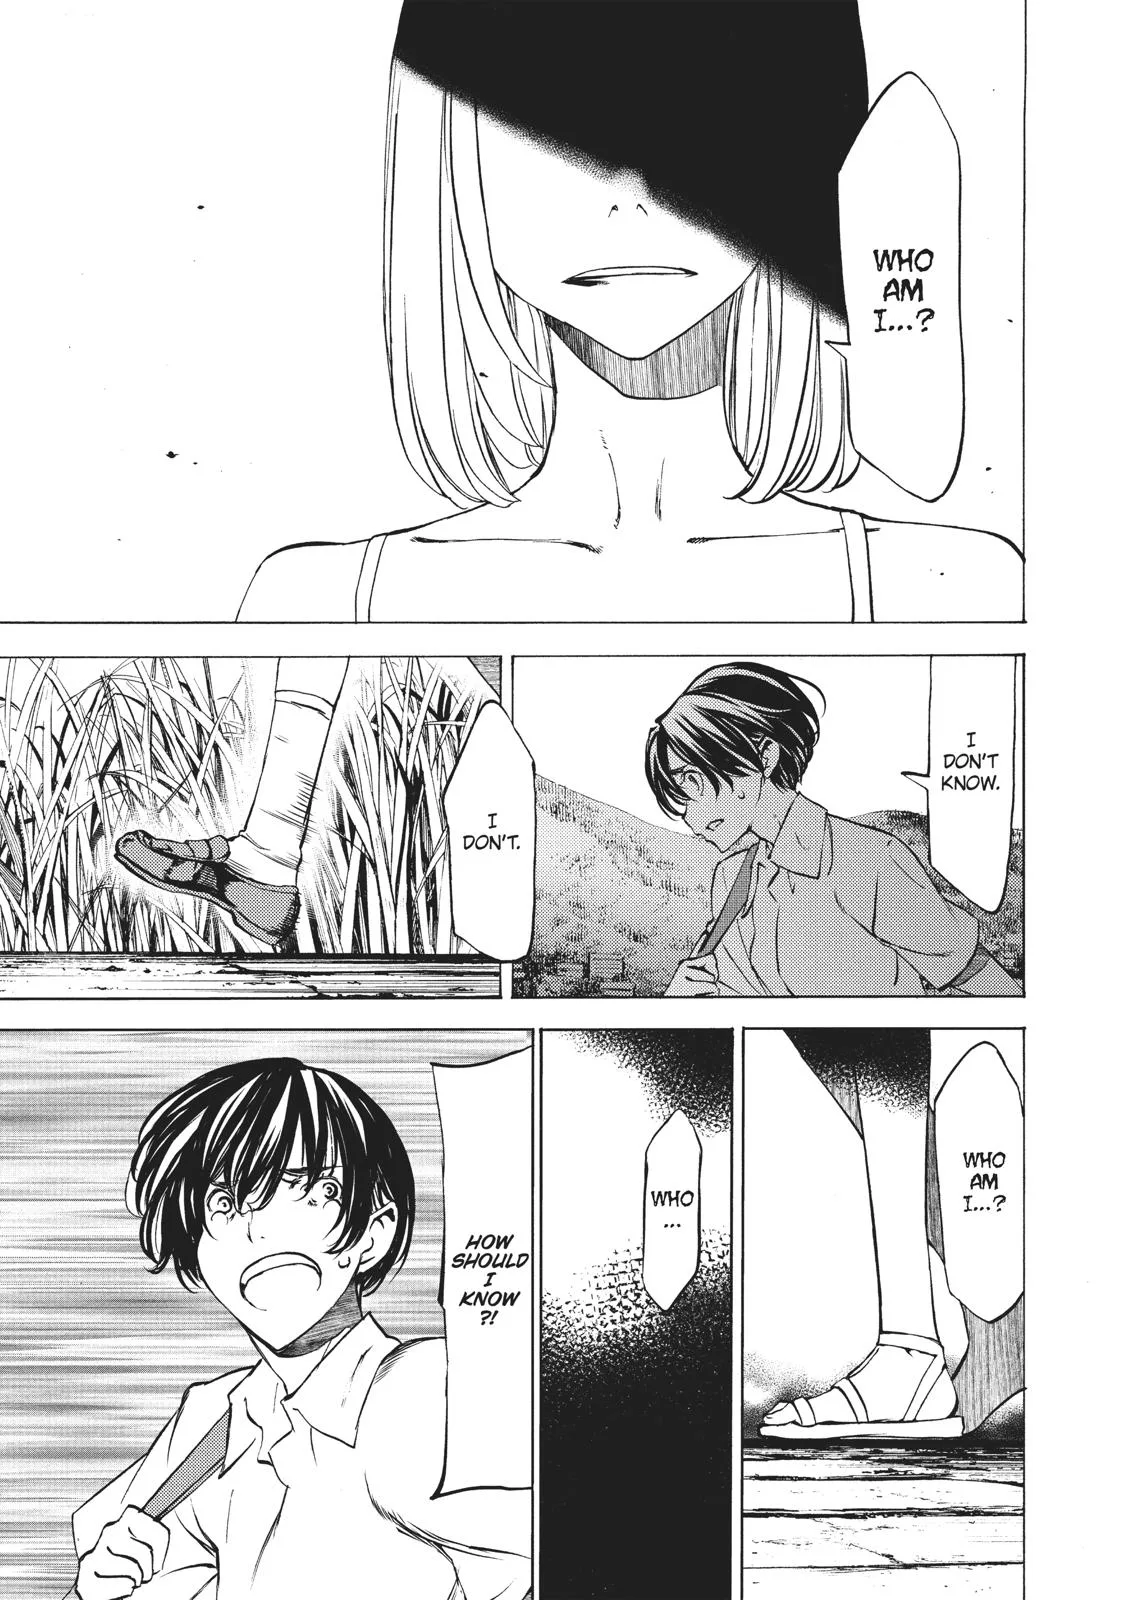 WHO
AM
I...?
I
DON'T
KNOW.
I
DON'T.
WHO
AM
I...?
WHO
...
HOW
SHOULD
I
KNOW
?!